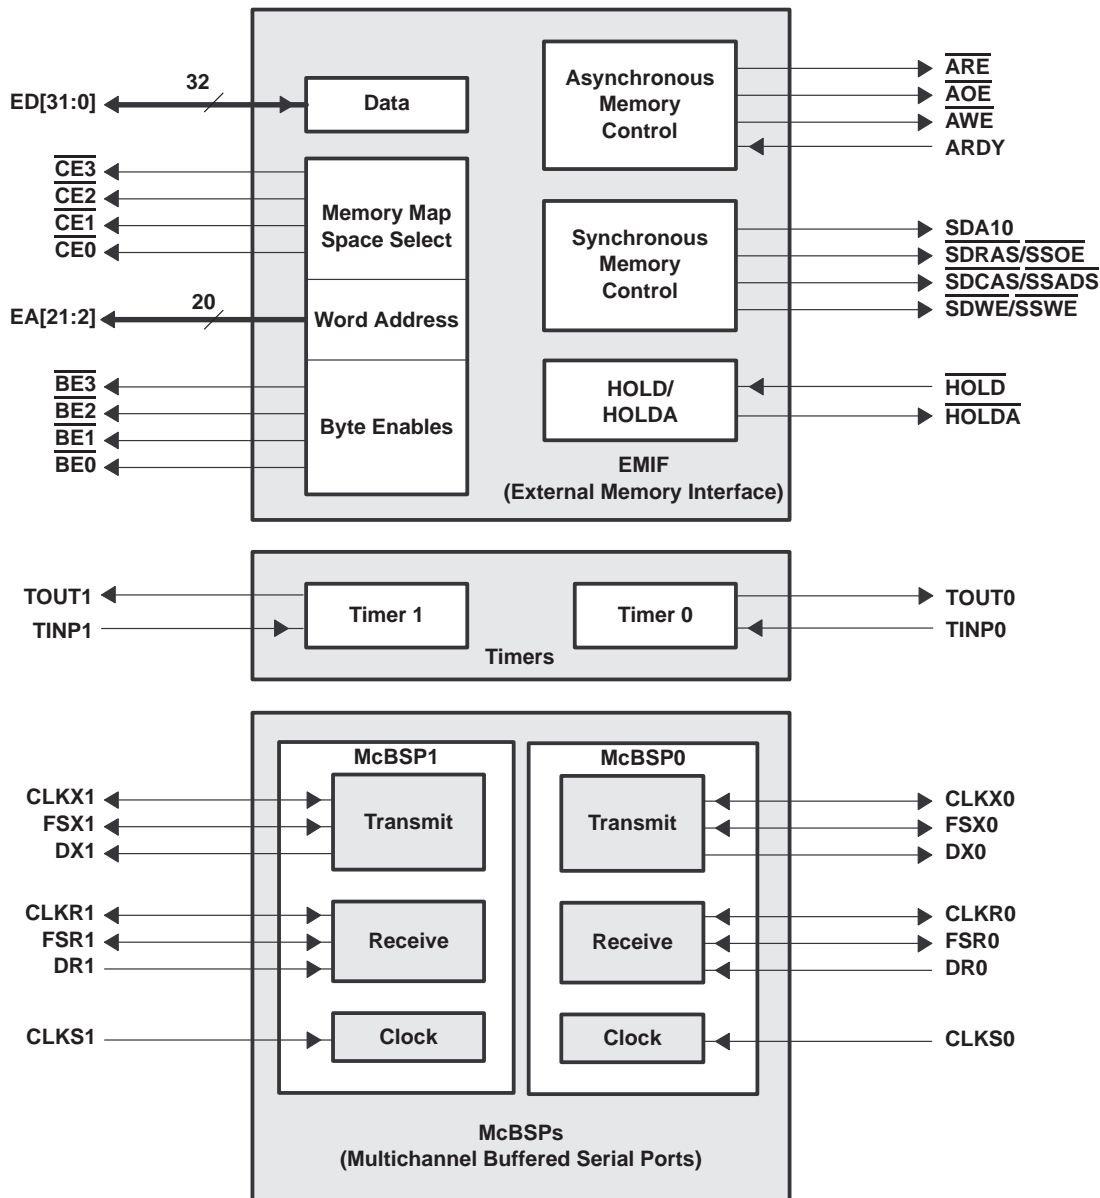 32
ED[31:0]
Data
CE3
CE2
CE1
CE0
Memory Map
Space Select
20
EA[21:2]
Word Address
BE3
BE2
BE1
BE0
Byte Enables
Asynchronous
Memory
Control
ARE
AOE
AWE
ARDY
Synchronous
Memory
Control
SDA10
SDRAS/SSOE
SDCAS/SSADS
SDWE/SSWE
HOLD/
HOLDA
HOLD
HOLDA
EMIF
(External Memory Interface)
TOUT1
TINP1
Timer 1
Timer 0
TOUT0
TINP0
Timers
McBSP1
CLKX1
FSX1
DX1
Transmit
CLKR1
FSR1
DR1
Receive
CLKS1
Clock
McBSP0
Transmit
CLKX0
FSX0
DX0
Receive
CLKR0
FSR0
DR0
Clock
CLKS0
McBSPs
(Multichannel Buffered Serial Ports)